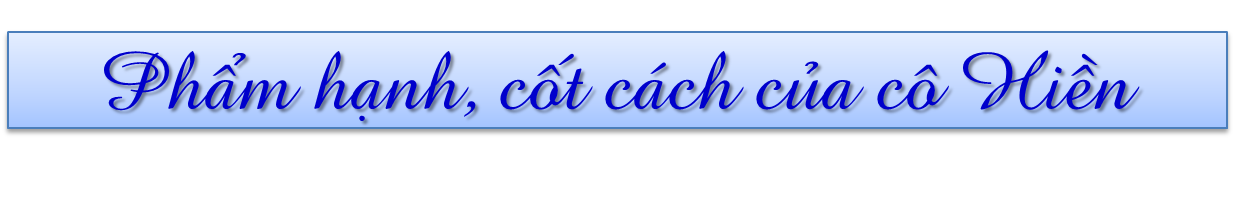 Phẩm hạnh, cốt cách của cô Hiền